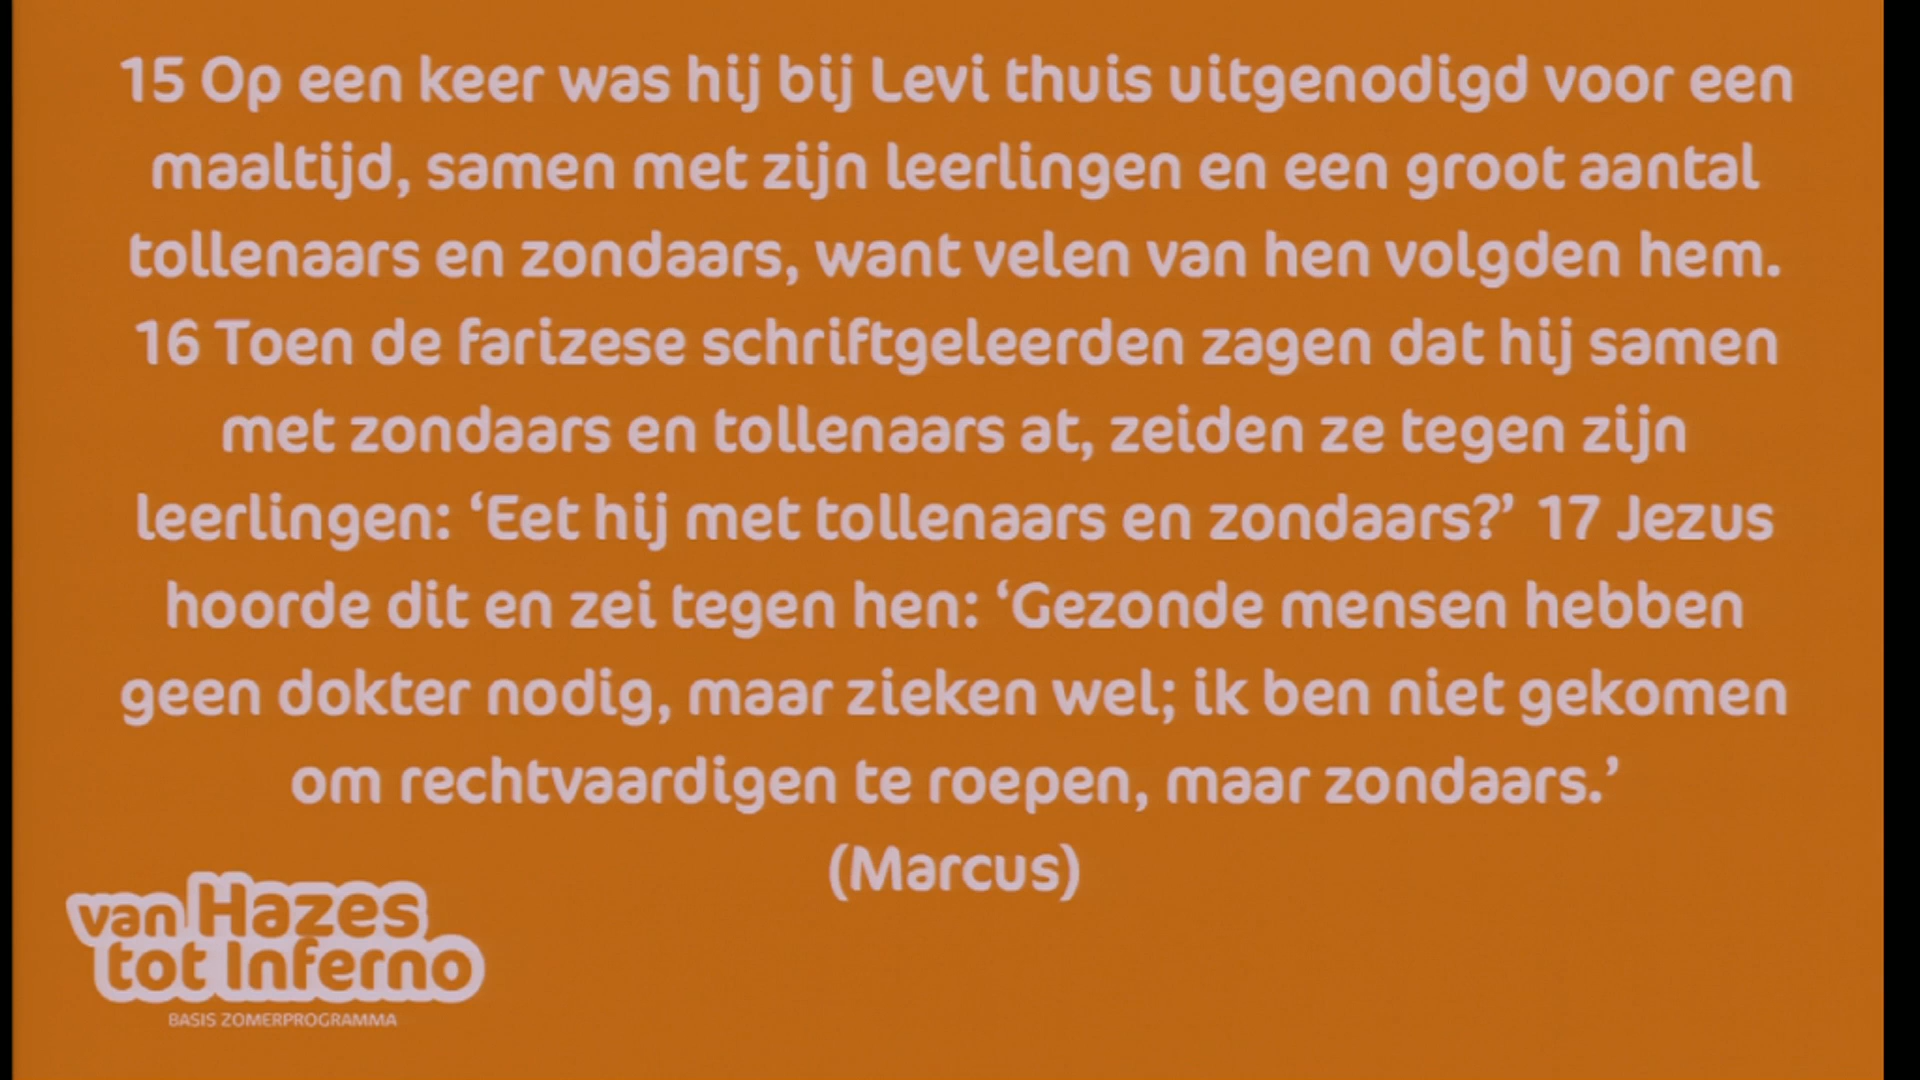 15 Op een keer was hij bij Levi thuis uitgenodigd voor een
maaltijd, samen met zijn leerlingen en een groot aantal
tollenaars en zondaars, want velen van hen volgden hem.
16 Toen de farizese schriftgeleerden zagen dat hij samen
met zondaars en tollenaars at, zeiden ze tegen zijn
leerlingen: ‘Eet hij met tollenaars en zondaars?’ 17 Jezus
hoorde dit en zei tegen hen: ‘Gezonde mensen hebben
geen dokter nodig, maar zieken wel; ik ben niet gekomen
om rechtvaardigen te roepen, maar zondaars.’
(Marcus)
van Hazes
tot Inferno
BASIS ZOMERPROGRAMMA